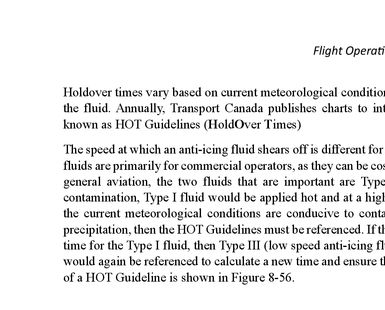 Flight Operati
Holdover times vary based on current meteorological condition
the fluid. Annually, Transport Canada publishes charts to int
known as HOT Guidelines (HoldOver Times)
The speed at which an anti-icing fluid shears off is different for
fluids are primarily for commercial operators, as they can be cos
general aviation, the two fluids that are important are Type
contamination, Type I fluid would be applied hot and at a high
the current meteorological conditions are conducive to conta
precipitation, then the HOT Guidelines must be referenced. If th
time for the Type I fluid, then Type III (low speed anti-icing fl
would again be referenced to calculate a new time and ensure th
of a HOT Guideline is shown in Figure 8-56.